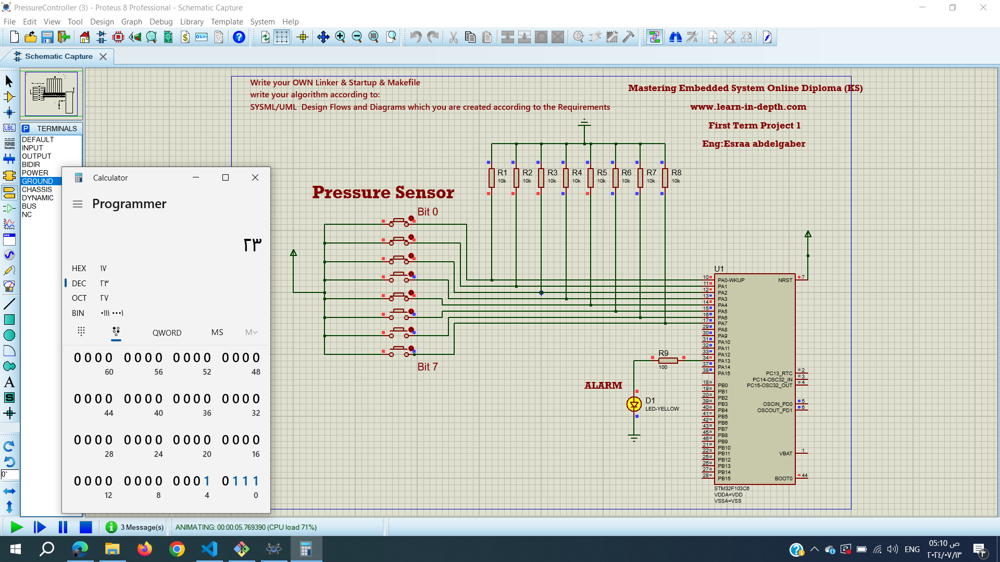 PressureController (3) - Proteus 8 Professional - Schematic Capture
File Edit View Tool Design Graph Debug Library Template System Help
Schematic Capture
Write your OWN Linker & Startup & Makefile
write your algorithm according to:
SYSML/UML Design Flows and Diagrams which you are created according to the Requirements
Mastering Embedded System Online Diploma (KS)
www.learn-in-depth.com
First Term Project 1
Eng:Esraa abdelgaber
LBL
P TERMINALS
DEFAULT
INPUT
OUTPUT
BIDIR
POWER
GROUND
CHASSIS
DYNAMIC
BUS
NC
A
S
0°
Calculator
Programmer
٢٣
HEX ١٧
DEC ٢٣
OCT ٢٧
BIN ٠١١١ ٠٠٠١
QWORD MS M
0000 0000 0000 0000
60 56 52 48
0000 0000 0000 0000
44 40 36 32
0000 0000 0000 0000
28 24 20 16
0000 0000 0001 0111
12 8 4 0
Pressure Sensor
Bit 0
Bit 7
R1 R2 R3 R4 R5 R6 R7 R8
10k 10k 10k 10k 10k 10k 10k 10k
R9
100
ALARM
D1
LED-YELLOW
U1
10 PA0-WKUP NRST 7
11 PA1
12 PA2
13 PA3
14 PA4
15 PA5
16 PA6
17 PA7
29 PA8
30 PA9
31 PA10
32 PA11
33 PA12
34 PA13
37 PA14
38 PA15
PC13_RTC 2
PC14-OSC32_IN 3
PC15-OSC32_OUT 4
18 PB0
19 PB1
20 PB2
39 PB3 OSCIN_PD0 5
40 PB4 OSCOUT_PD1 6
41 PB5
42 PB6
43 PB7
45 PB8
46 PB9
21 PB10
22 PB11 VBAT 1
25 PB12
26 PB13
27 PB14
28 PB15 BOOT0 44
STM32F103C6
VDDA=VDD
VSSA=VSS
3 Message(s) ANIMATING: 00:00:05.769390 (CPU load 71%)
ENG
05:10 ص
٢٠٢٤/٠٧/١٣
٣